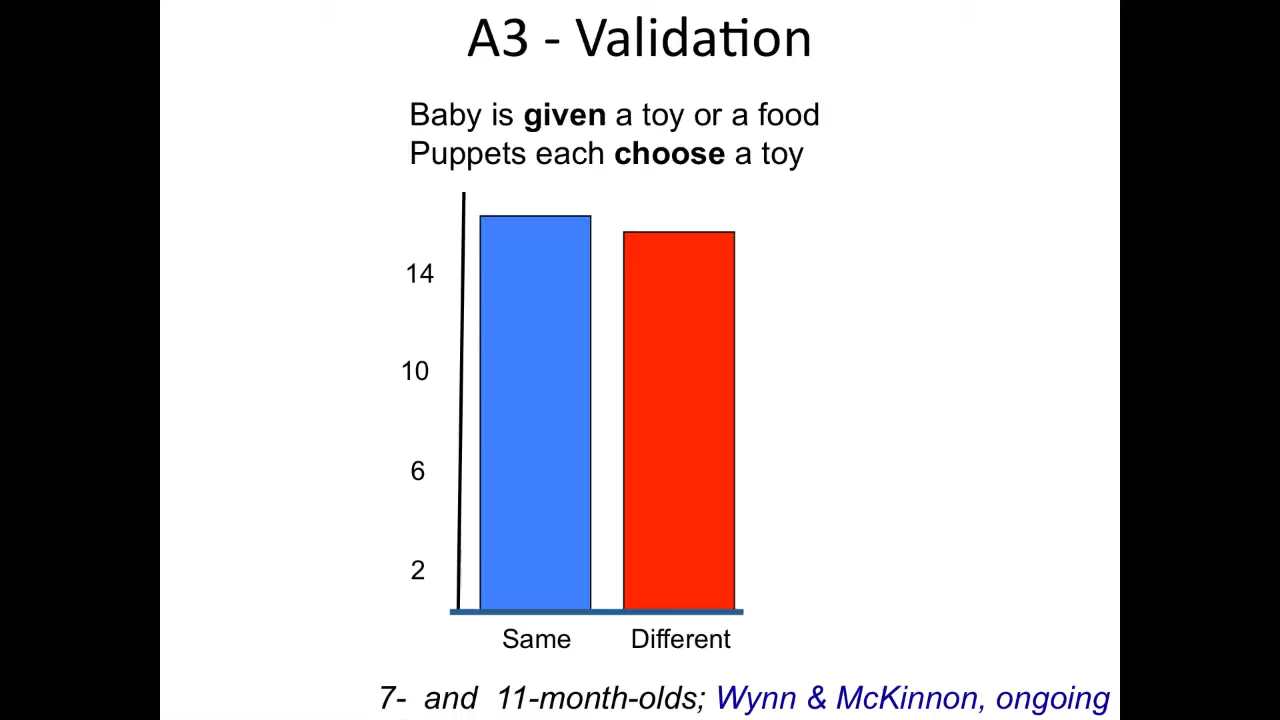 A3 - Validation
Baby is given a toy or a food
Puppets each choose a toy
14
10
6
2
Same Different
7- and 11-month-olds; Wynn & McKinnon, ongoing